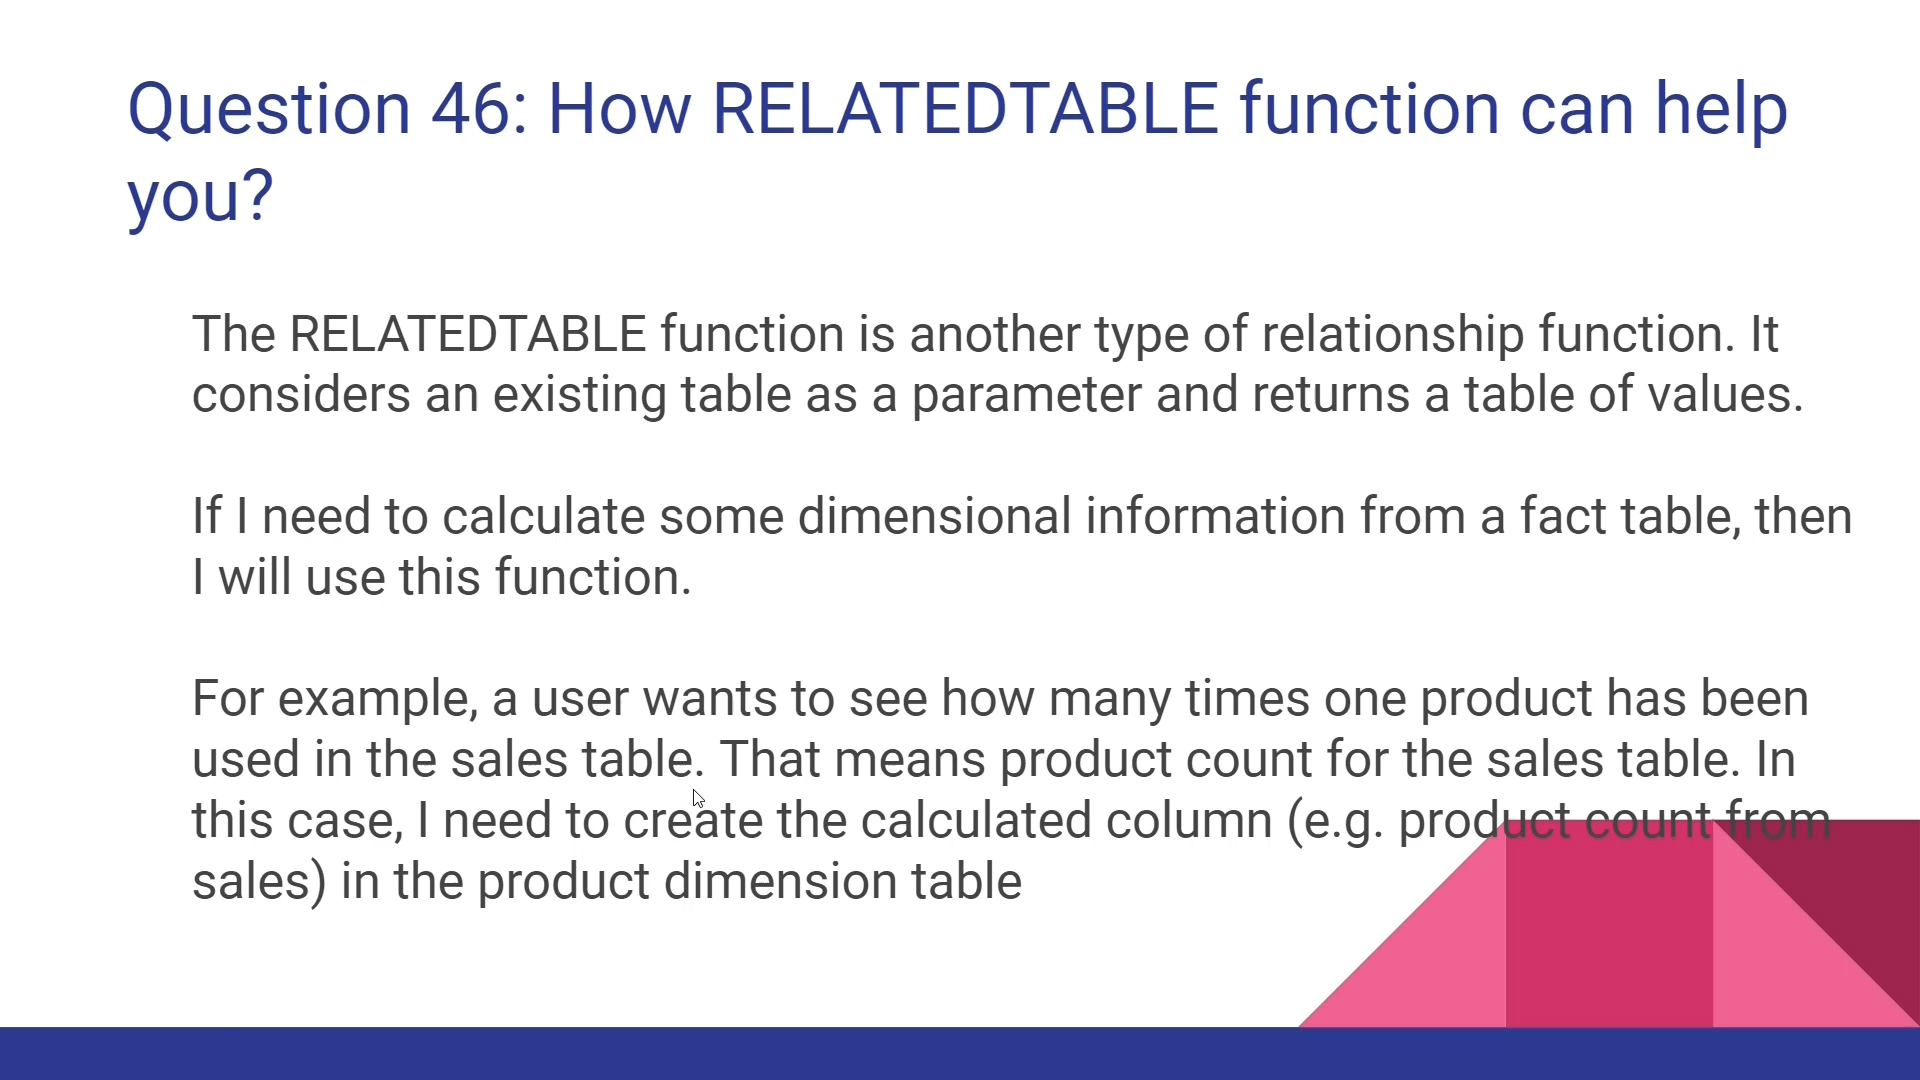 Question 46: How RELATEDTABLE function can help
you?
The RELATEDTABLE function is another type of relationship function. It
considers an existing table as a parameter and returns a table of values.
If I need to calculate some dimensional information from a fact table, then
I will use this function.
For example, a user wants to see how many times one product has been
used in the sales table. That means product count for the sales table. In
this case, I need to create the calculated column (e.g. product count from
sales) in the product dimension table